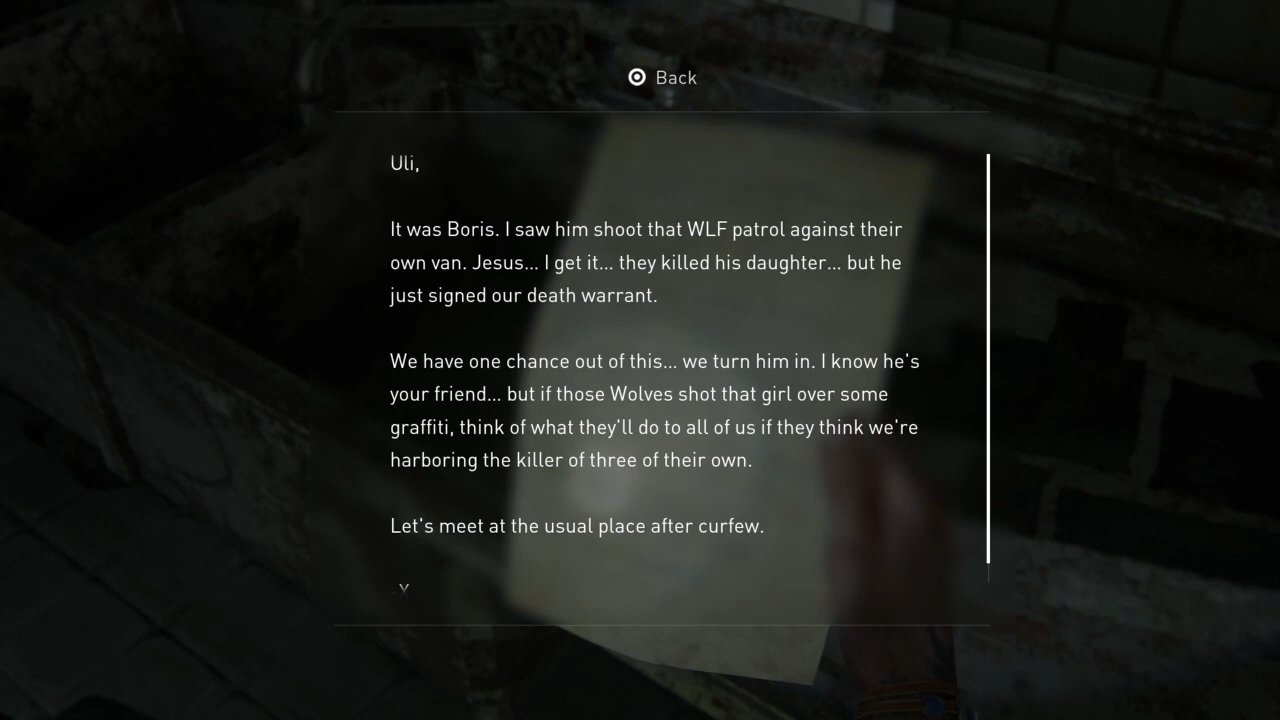 Back
Uli,
It was Boris. I saw him shoot that WLF patrol against their
own van. Jesus... I get it... they killed his daughter... but he
just signed our death warrant.
We have one chance out of this... we turn him in. I know he's
your friend... but if those Wolves shot that girl over some
graffiti, think of what they'll do to all of us if they think we're
harboring the killer of three of their own.
Let's meet at the usual place after curfew.
-Y